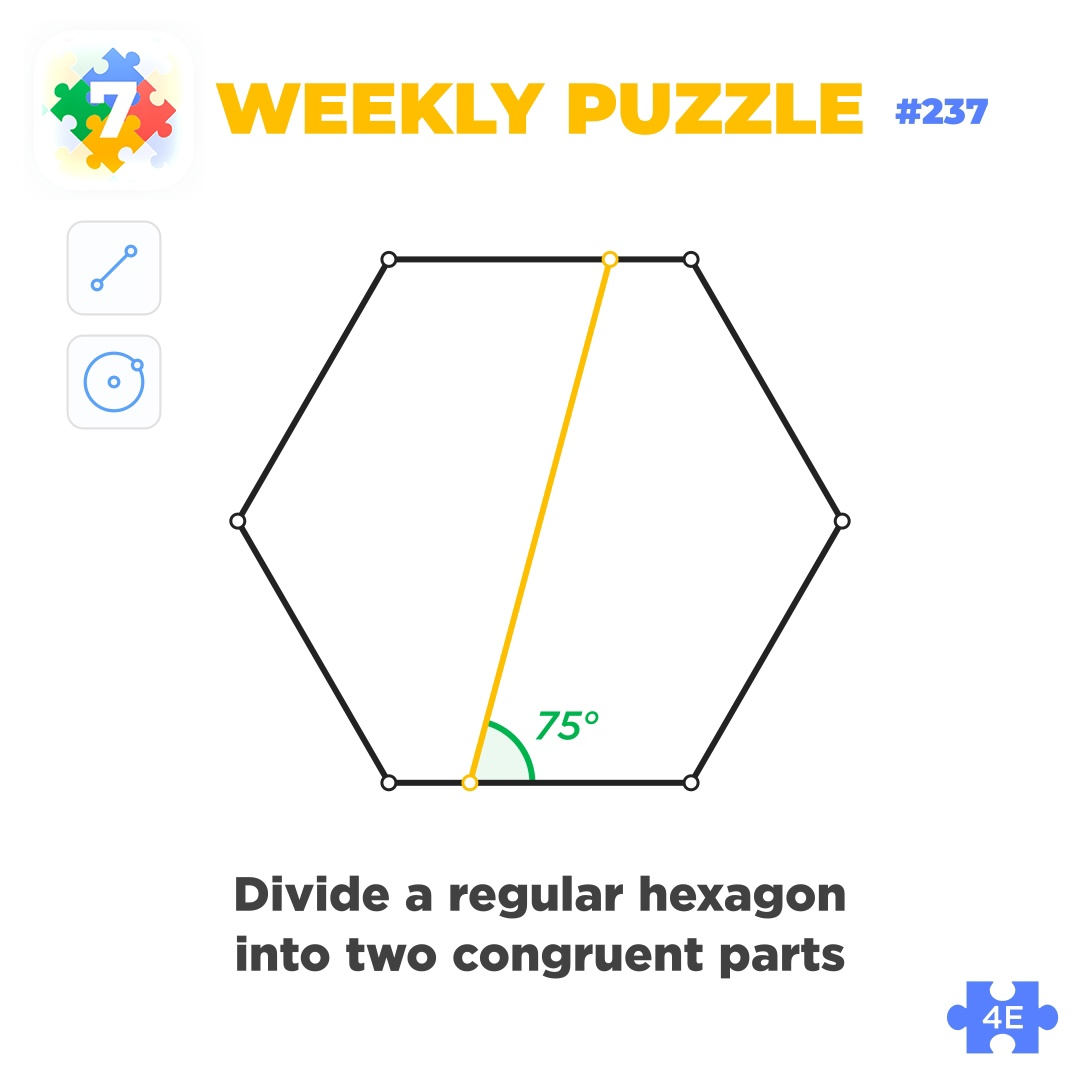 7
WEEKLY PUZZLE #237
75°
Divide a regular hexagon
into two congruent parts
4E